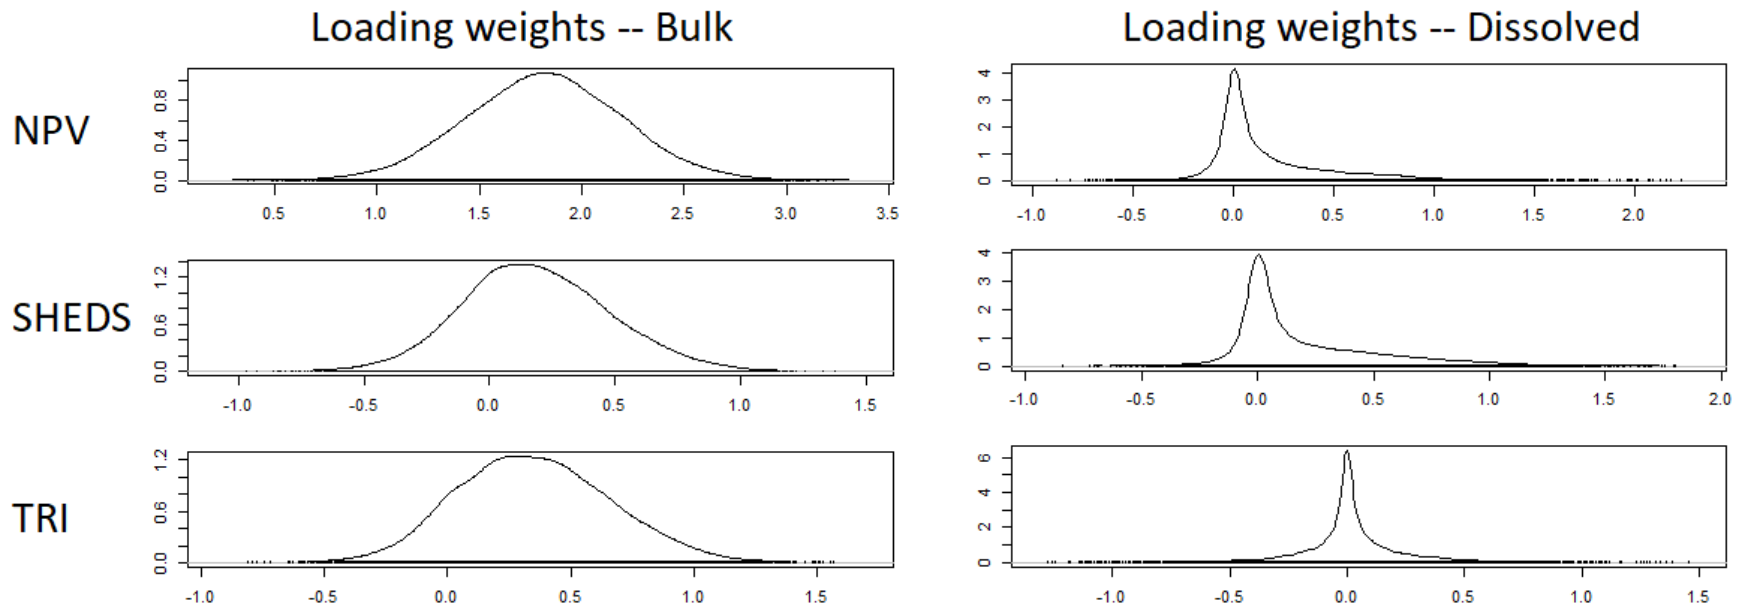 Loading weights -- Bulk
Loading weights -- Dissolved
NPV
0.0 0.4 0.8
0.5 1.0 1.5 2.0 2.5 3.0 3.5
0 1 2 3 4
-1.0 -0.5 0.0 0.5 1.0 1.5 2.0
SHEDS
0.0 0.6 1.2
-1.0 -0.5 0.0 0.5 1.0 1.5
0 1 2 3 4
-1.0 -0.5 0.0 0.5 1.0 1.5 2.0
TRI
0.0 0.6 1.2
-1.0 -0.5 0.0 0.5 1.0 1.5
0 2 4 6
-1.0 -0.5 0.0 0.5 1.0 1.5